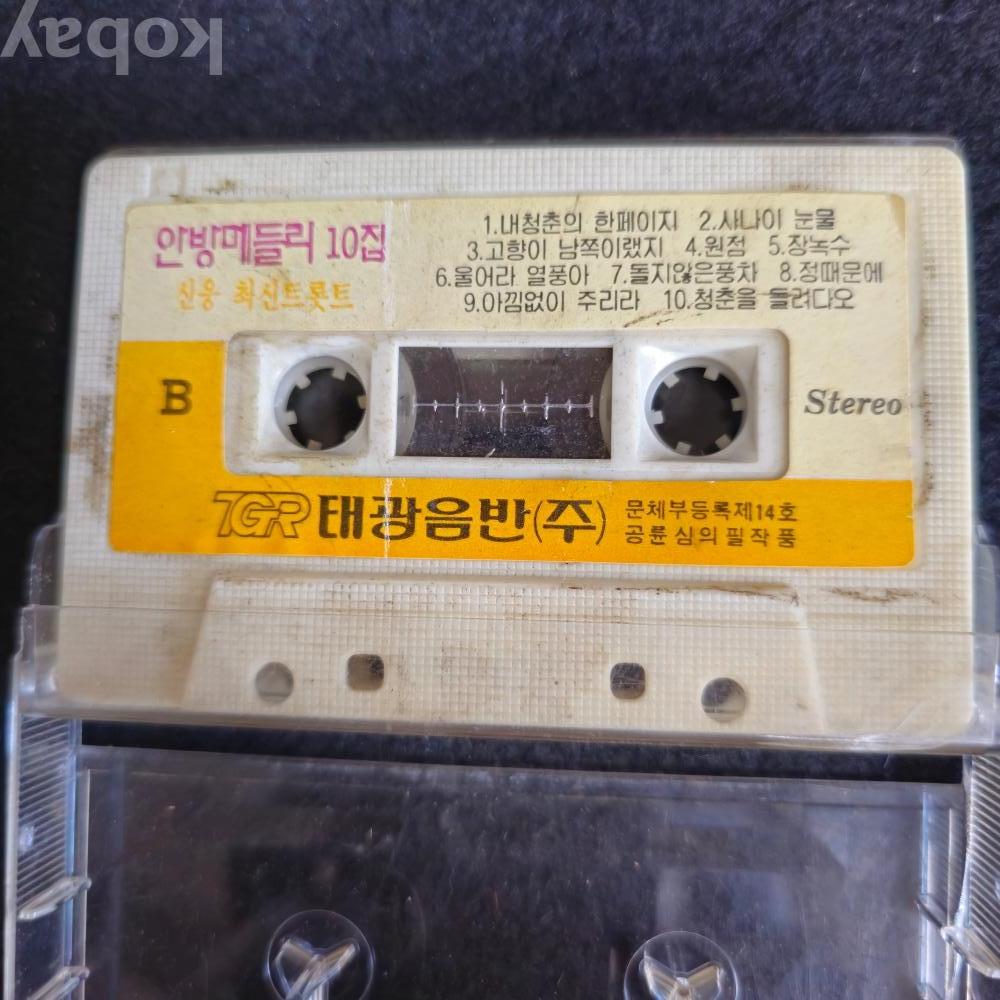 kobay
안방메들리 10집
신웅 최신트롯트
1.내청춘의 한페이지 2.사나이 눈물
3.고향이 남쪽이랬지 4.원점 5.장녹수
6.울어라 열풍아 7.돌지않은풍차 8.정때문에
9.아낌없이 주리라 10.청춘을 돌려다오
B
Stereo
TGR 태광음반(주)
문체부등록제14호
공륜심의필작품